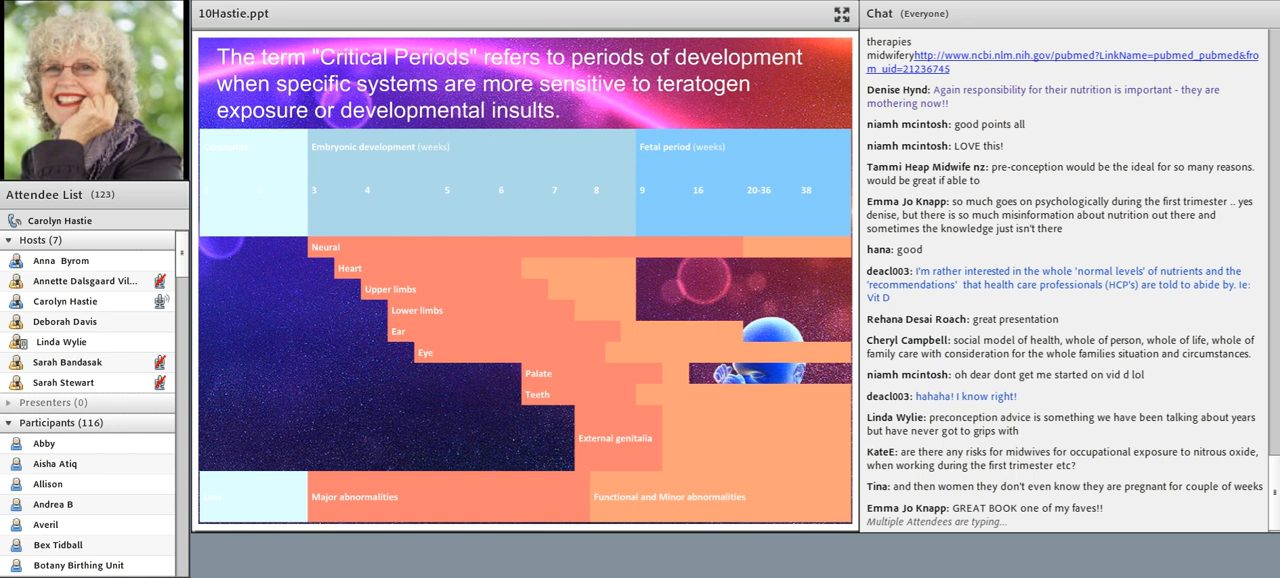 10Hastie.ppt
Chat (Everyone)
Attendee List (123)
Carolyn Hastie
Hosts (7)
Anna Byrom
Annette Dalsgaard Vil...
Carolyn Hastie
Deborah Davis
Linda Wylie
Sarah Bandasak
Sarah Stewart
Presenters (0)
Participants (116)
Abby
Aisha Atiq
Allison
Andrea B
Averil
Bex Tidball
Botany Birthing Unit
The term "Critical Periods" refers to periods of development
when specific systems are more sensitive to teratogen
exposure or developmental insults.
Embryonic development (weeks)
Fetal period (weeks)
3 4 5 6 7 8 9 16 20-36 38
Neural
Heart
Upper limbs
Lower limbs
Ear
Eye
Palate
Teeth
External genitalia
Major abnormalities
Functional and Minor abnormalities
therapies
midwiferyhttp://www.ncbi.nlm.nih.gov/pubmed?LinkName=pubmed_pubmed&fro
m_uid=21236745
Denise Hynd: Again responsibility for their nutrition is important - they are
mothering now!!
niamh mcintosh: good points all
niamh mcintosh: LOVE this!
Tammi Heap Midwife nz: pre-conception would be the ideal for so many reasons.
would be great if able to
Emma Jo Knapp: so much goes on psychologically during the first trimester .. yes
denise, but there is so much misinformation about nutrition out there and
sometimes the knowledge just isn't there
hana: good
deacl003: I'm rather interested in the whole 'normal levels' of nutrients and the
'recommendations' that health care professionals (HCP's) are told to abide by. Ie:
Vit D
Rehana Desai Roach: great presentation
Cheryl Campbell: social model of health, whole of person, whole of life, whole of
family care with consideration for the whole families situation and circumstances.
niamh mcintosh: oh dear dont get me started on vid d lol
deacl003: hahaha! I know right!
Linda Wylie: preconception advice is something we have been talking about years
but have never got to grips with
KateE: are there any risks for midwives for occupational exposure to nitrous oxide,
when working during the first trimester etc?
Tina: and then women they don't even know they are pregnant for couple of weeks
Emma Jo Knapp: GREAT BOOK one of my faves!!
Multiple Attendees are typing...